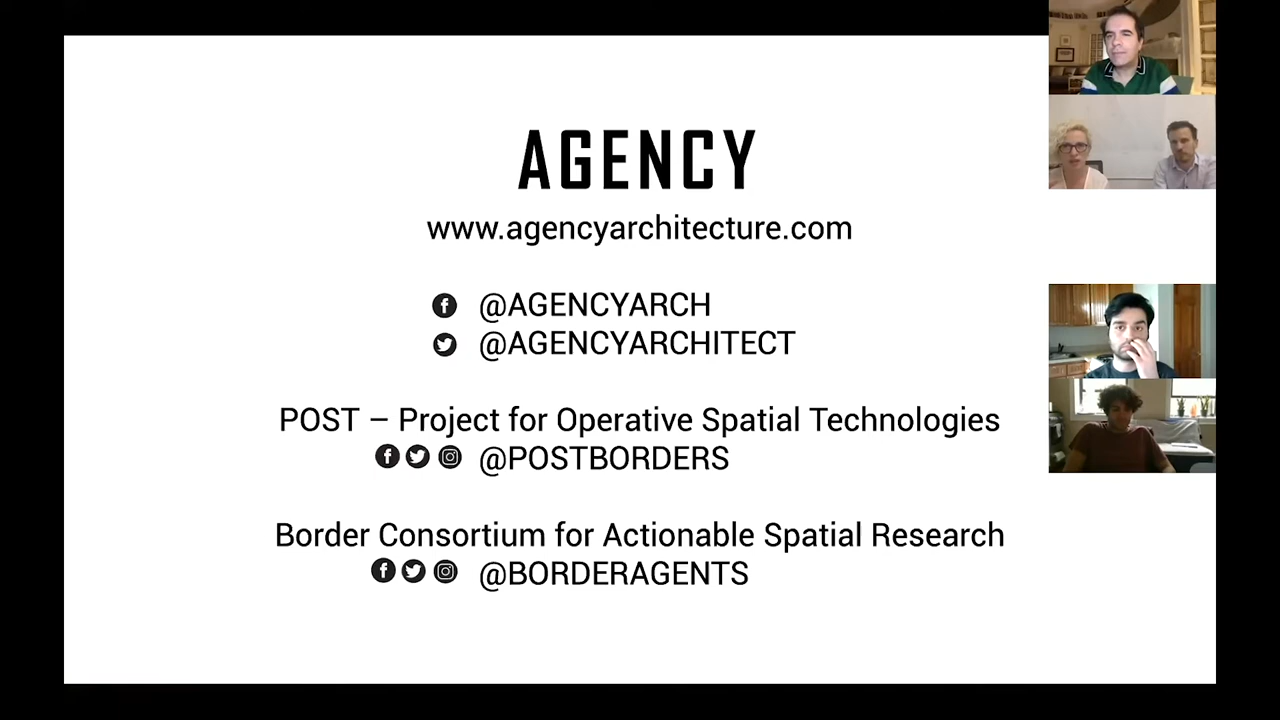 AGENCY
www.agencyarchitecture.com
@AGENCYARCH
@AGENCYARCHITECT
POST – Project for Operative Spatial Technologies
@POSTBORDERS
Border Consortium for Actionable Spatial Research
@BORDERAGENTS